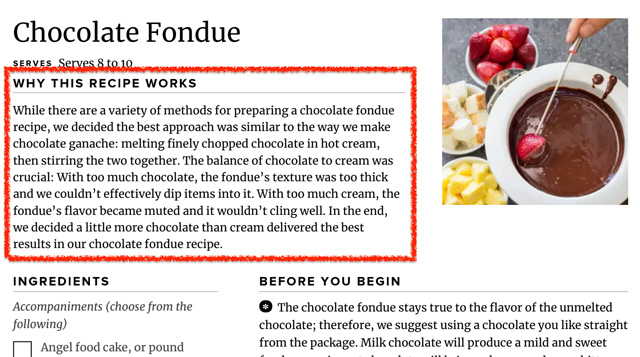 Chocolate Fondue
SERVES Serves 8 to 10
WHY THIS RECIPE WORKS
While there are a variety of methods for preparing a chocolate fondue
recipe, we decided the best approach was similar to the way we make
chocolate ganache: melting finely chopped chocolate in hot cream,
then stirring the two together. The balance of chocolate to cream was
crucial: With too much chocolate, the fondue’s texture was too thick
and we couldn’t effectively dip items into it. With too much cream, the
fondue’s flavor became muted and it wouldn’t cling well. In the end,
we decided a little more chocolate than cream delivered the best
results in our chocolate fondue recipe.
INGREDIENTS
Accompaniments (choose from the
following)
Angel food cake, or pound
BEFORE YOU BEGIN
The chocolate fondue stays true to the flavor of the unmelted
chocolate; therefore, we suggest using a chocolate you like straight
from the package. Milk chocolate will produce a mild and sweet